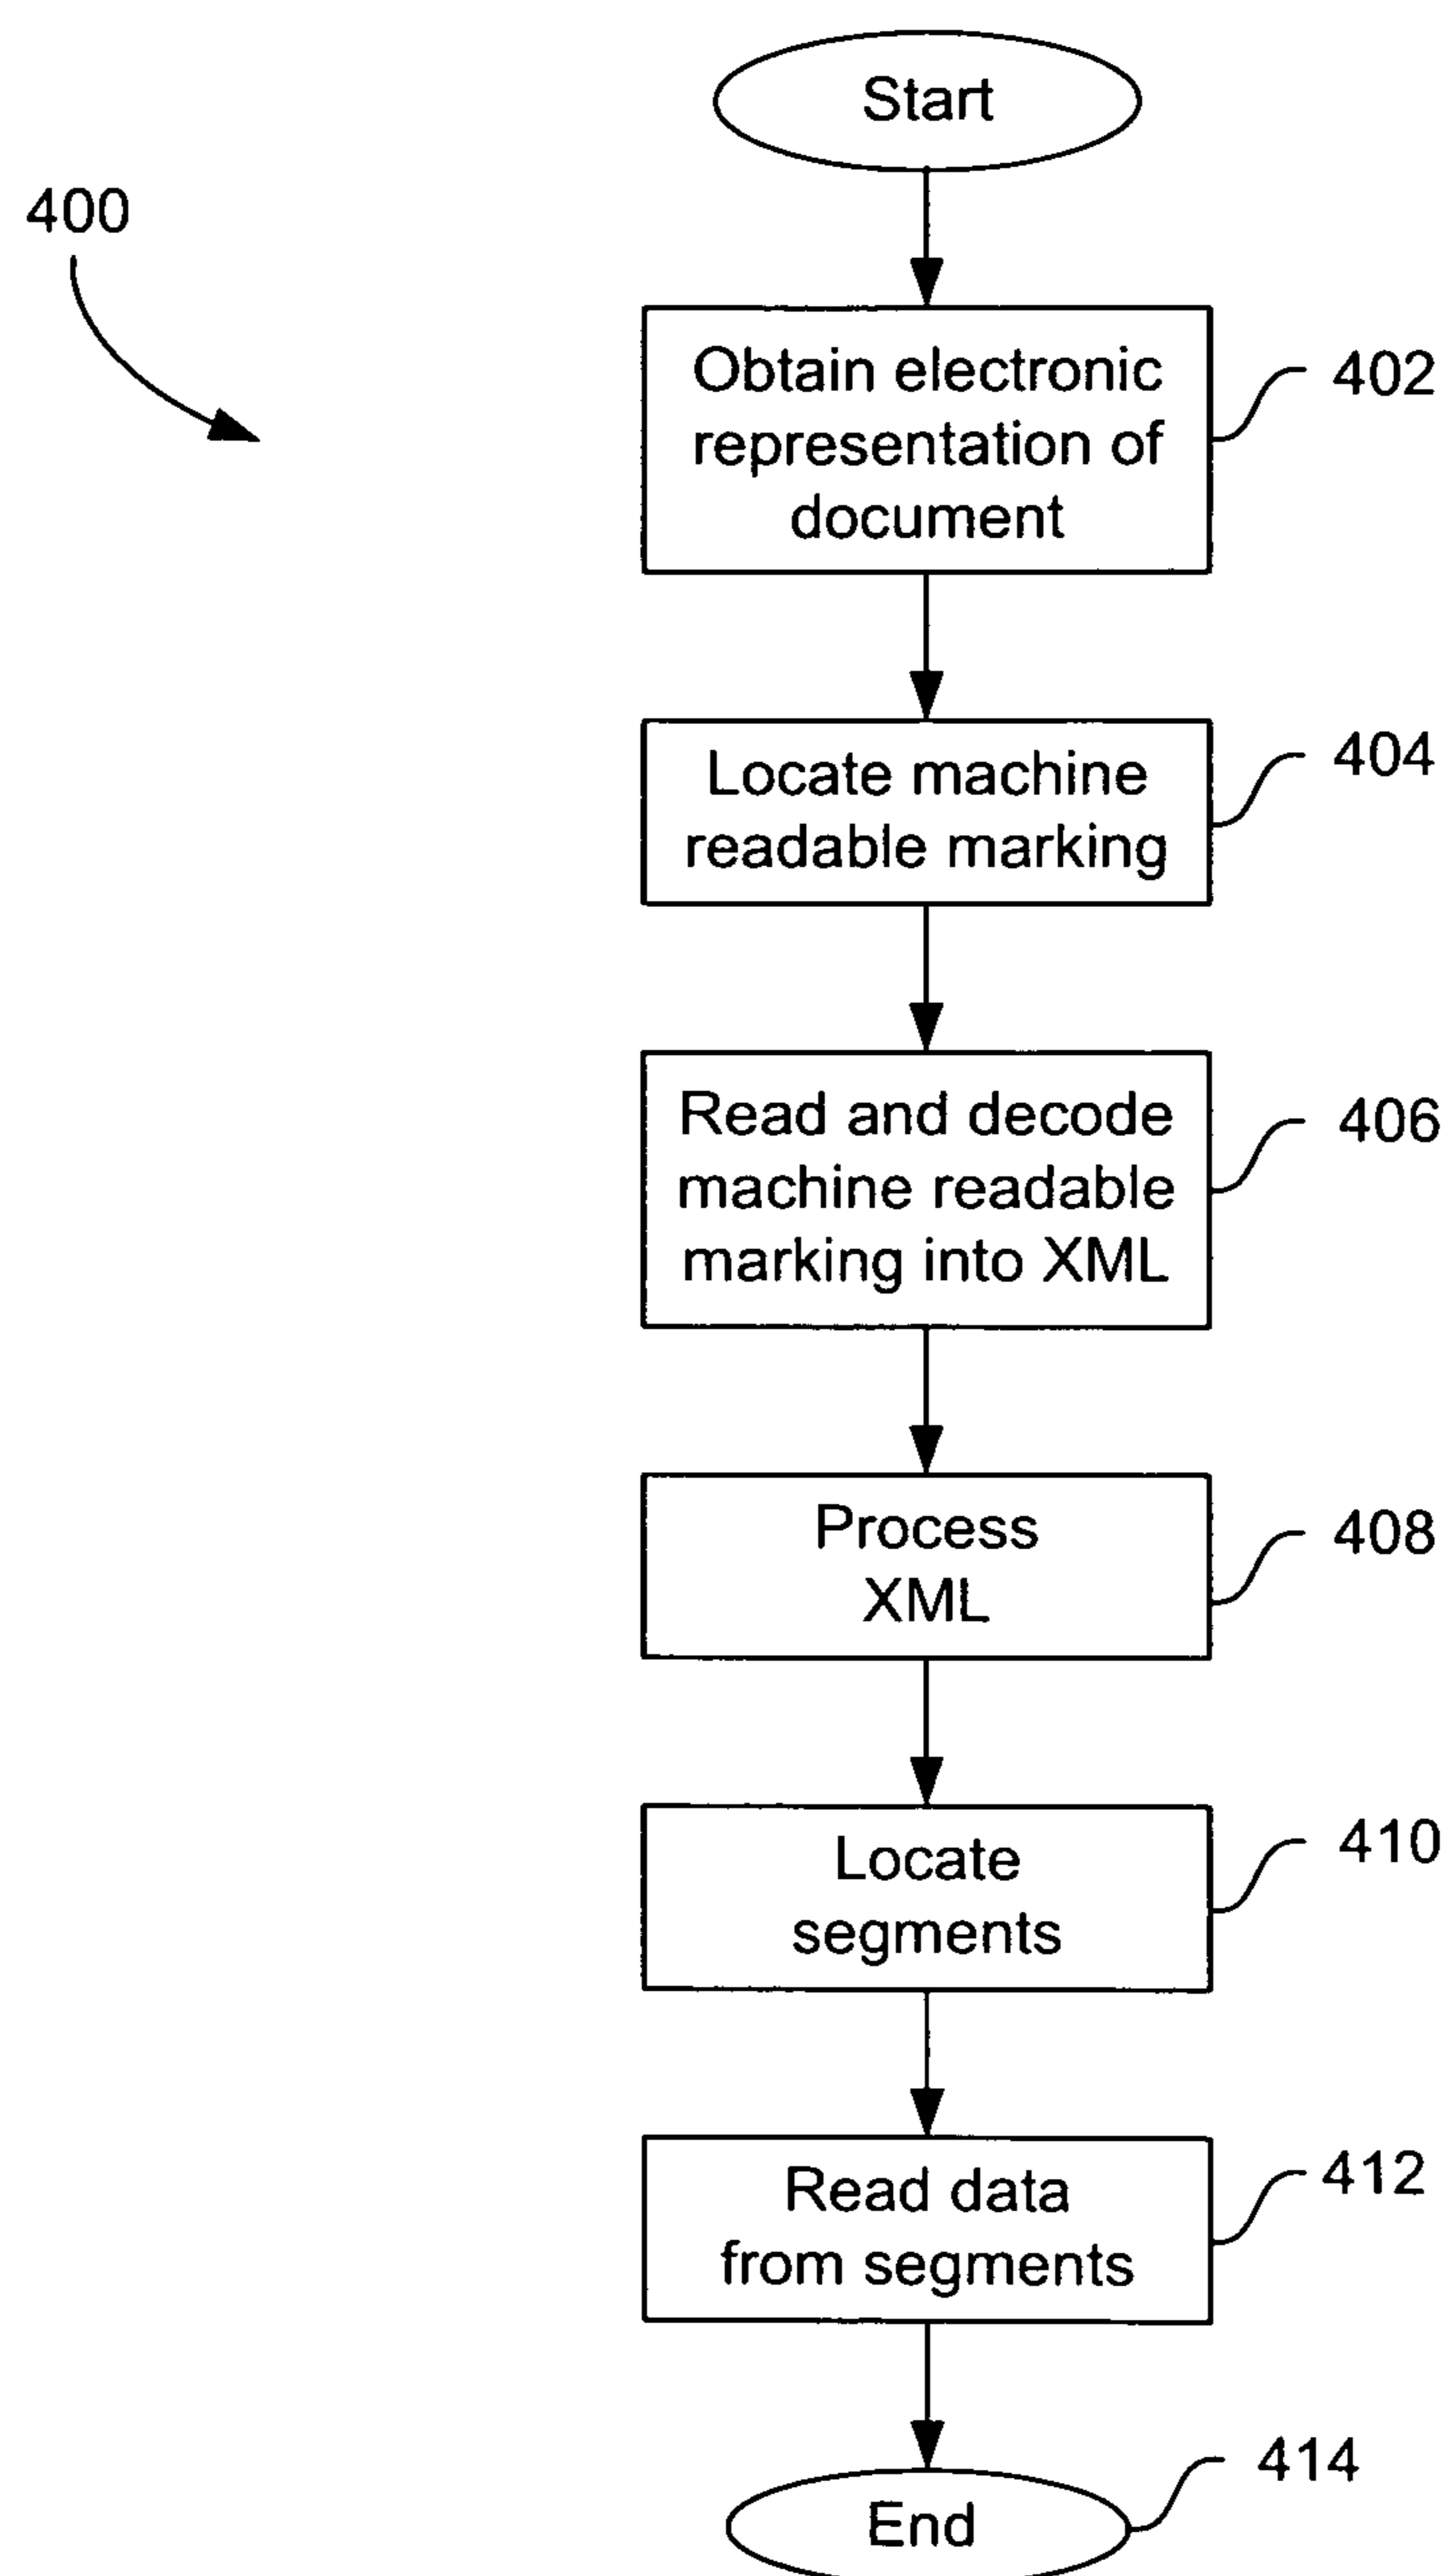 Start
400
Obtain electronic
representation of
document
402
Locate machine
readable marking
404
Read and decode
machine readable
marking into XML
406
Process
XML
408
Locate
segments
410
Read data
from segments
412
End
414